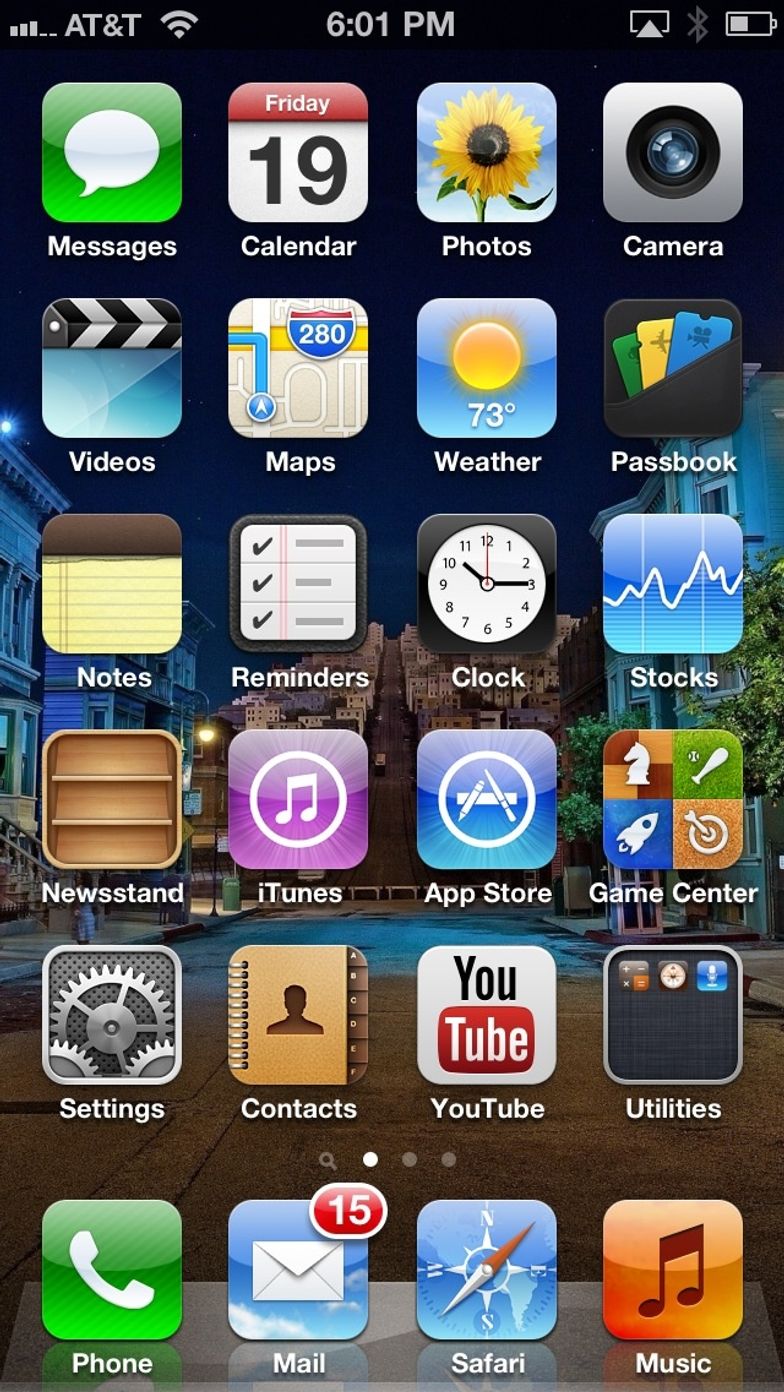 AT&T 6:01 PM
Friday
19
Messages Calendar Photos Camera
280
73°
Videos Maps Weather Passbook
11 12 1
10 2
9 3
8 4
7 6 5
Notes Reminders Clock Stocks
Newsstand iTunes App Store Game Center
A
B
C
D
E
F
You
Tube
Settings Contacts YouTube Utilities
15
N
S
Phone Mail Safari Music